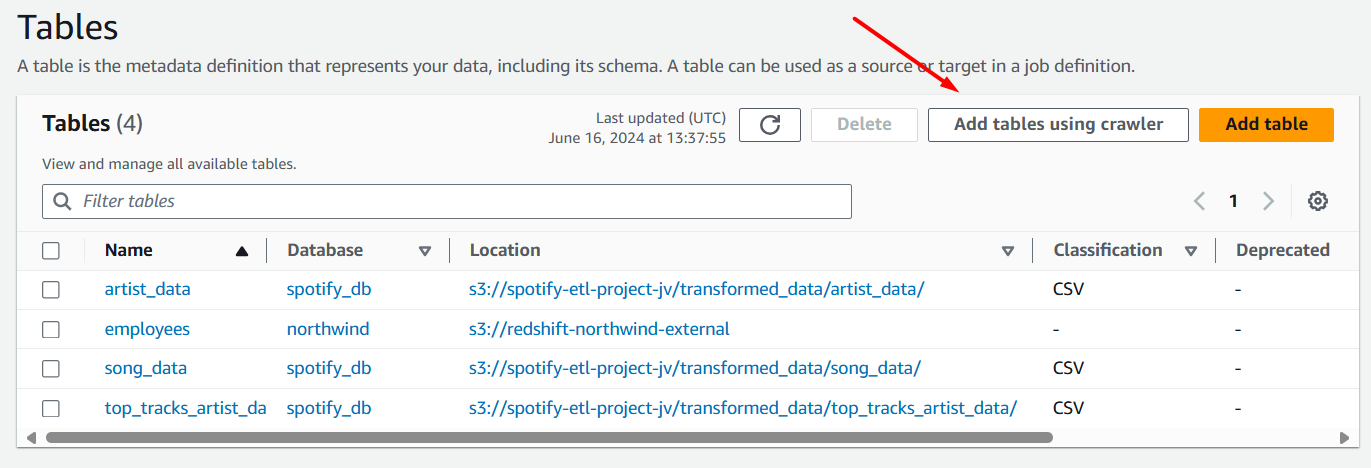 Tables
A table is the metadata definition that represents your data, including its schema. A table can be used as a source or target in a job definition.
Tables (4)
Last updated (UTC)
June 16, 2024 at 13:37:55
Delete
Add tables using crawler
Add table
View and manage all available tables.
Filter tables
1
Name Database Location Classification Deprecated
artist_data spotify_db s3://spotify-etl-project-jv/transformed_data/artist_data/ CSV -
employees northwind s3://redshift-northwind-external - -
song_data spotify_db s3://spotify-etl-project-jv/transformed_data/song_data/ CSV -
top_tracks_artist_da spotify_db s3://spotify-etl-project-jv/transformed_data/top_tracks_artist_data/ CSV -